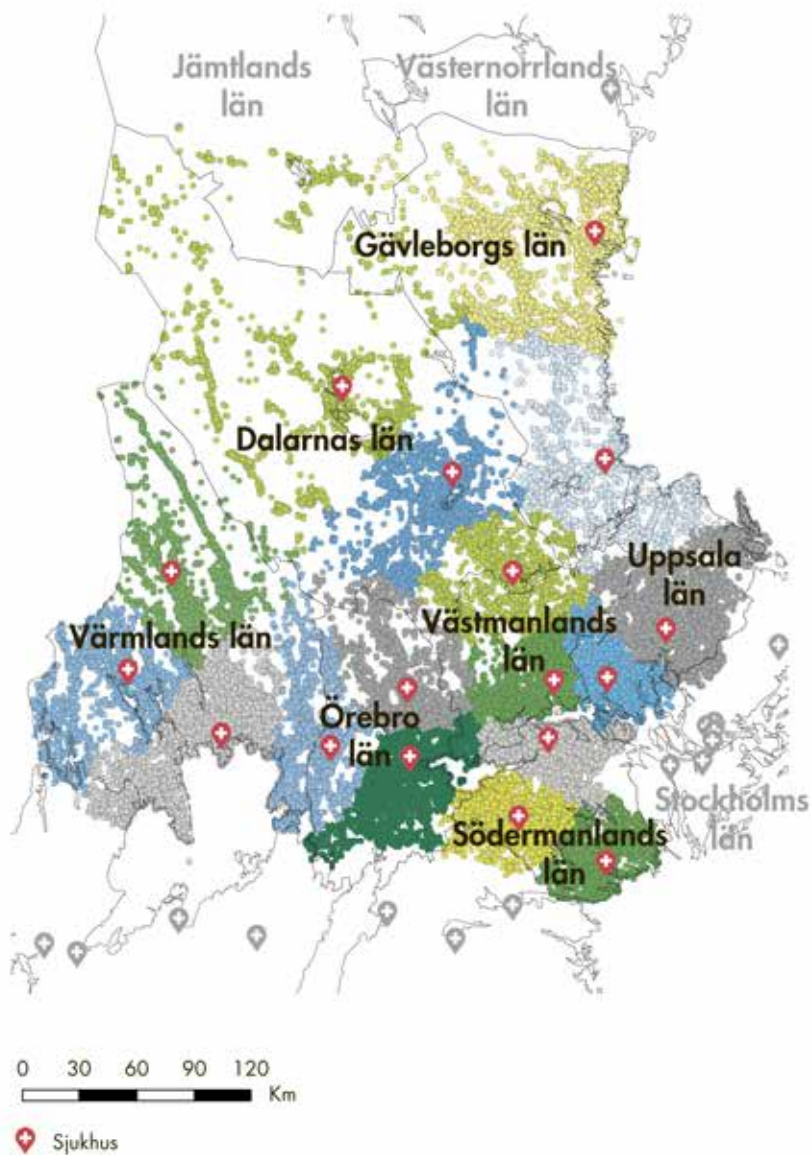 Jämtlands
län
Västernorrlands
län
Gävleborgs län
Dalarnas län
Uppsala
län
Värmlands län
Västmanlands
län
Örebro
län
Stockholms
län
Södermanlands
län
0 30 60 90 120
Km
Sjukhus